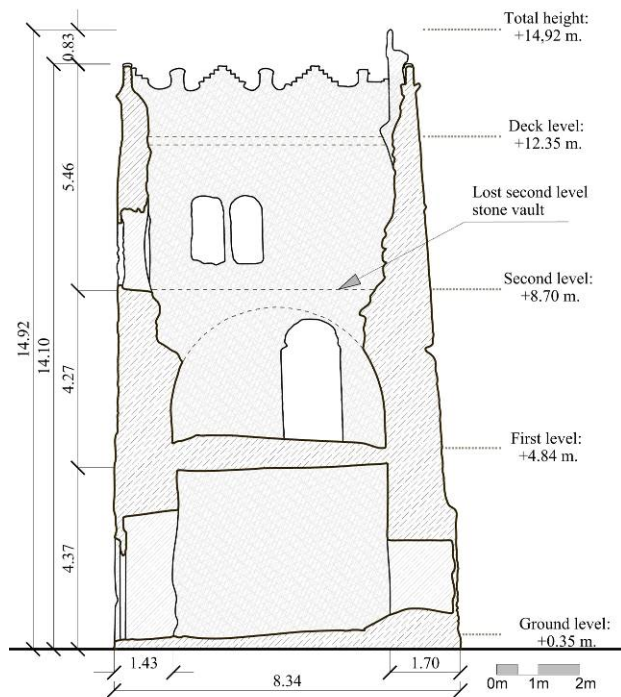 Total height:
+14,92 m.
0.83
Deck level:
+12.35 m.
5.46
Lost second level
stone vault
Second level:
+8.70 m.
14.92
14.10
4.27
First level:
+4.84 m.
4.37
Ground level:
+0.35 m.
1.43
1.70
8.34
0m 1m 2m